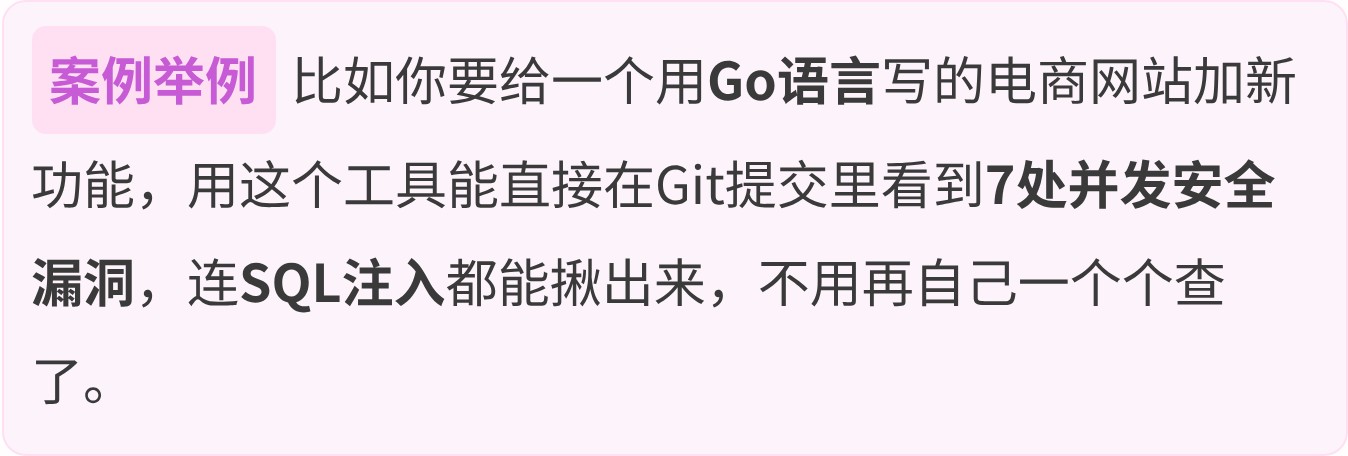 案例举例 比如你要给一个用Go语言写的电商网站加新
功能，用这个工具能直接在Git提交里看到7处并发安全
漏洞，连SQL注入都能揪出来，不用再自己一个个查
了。